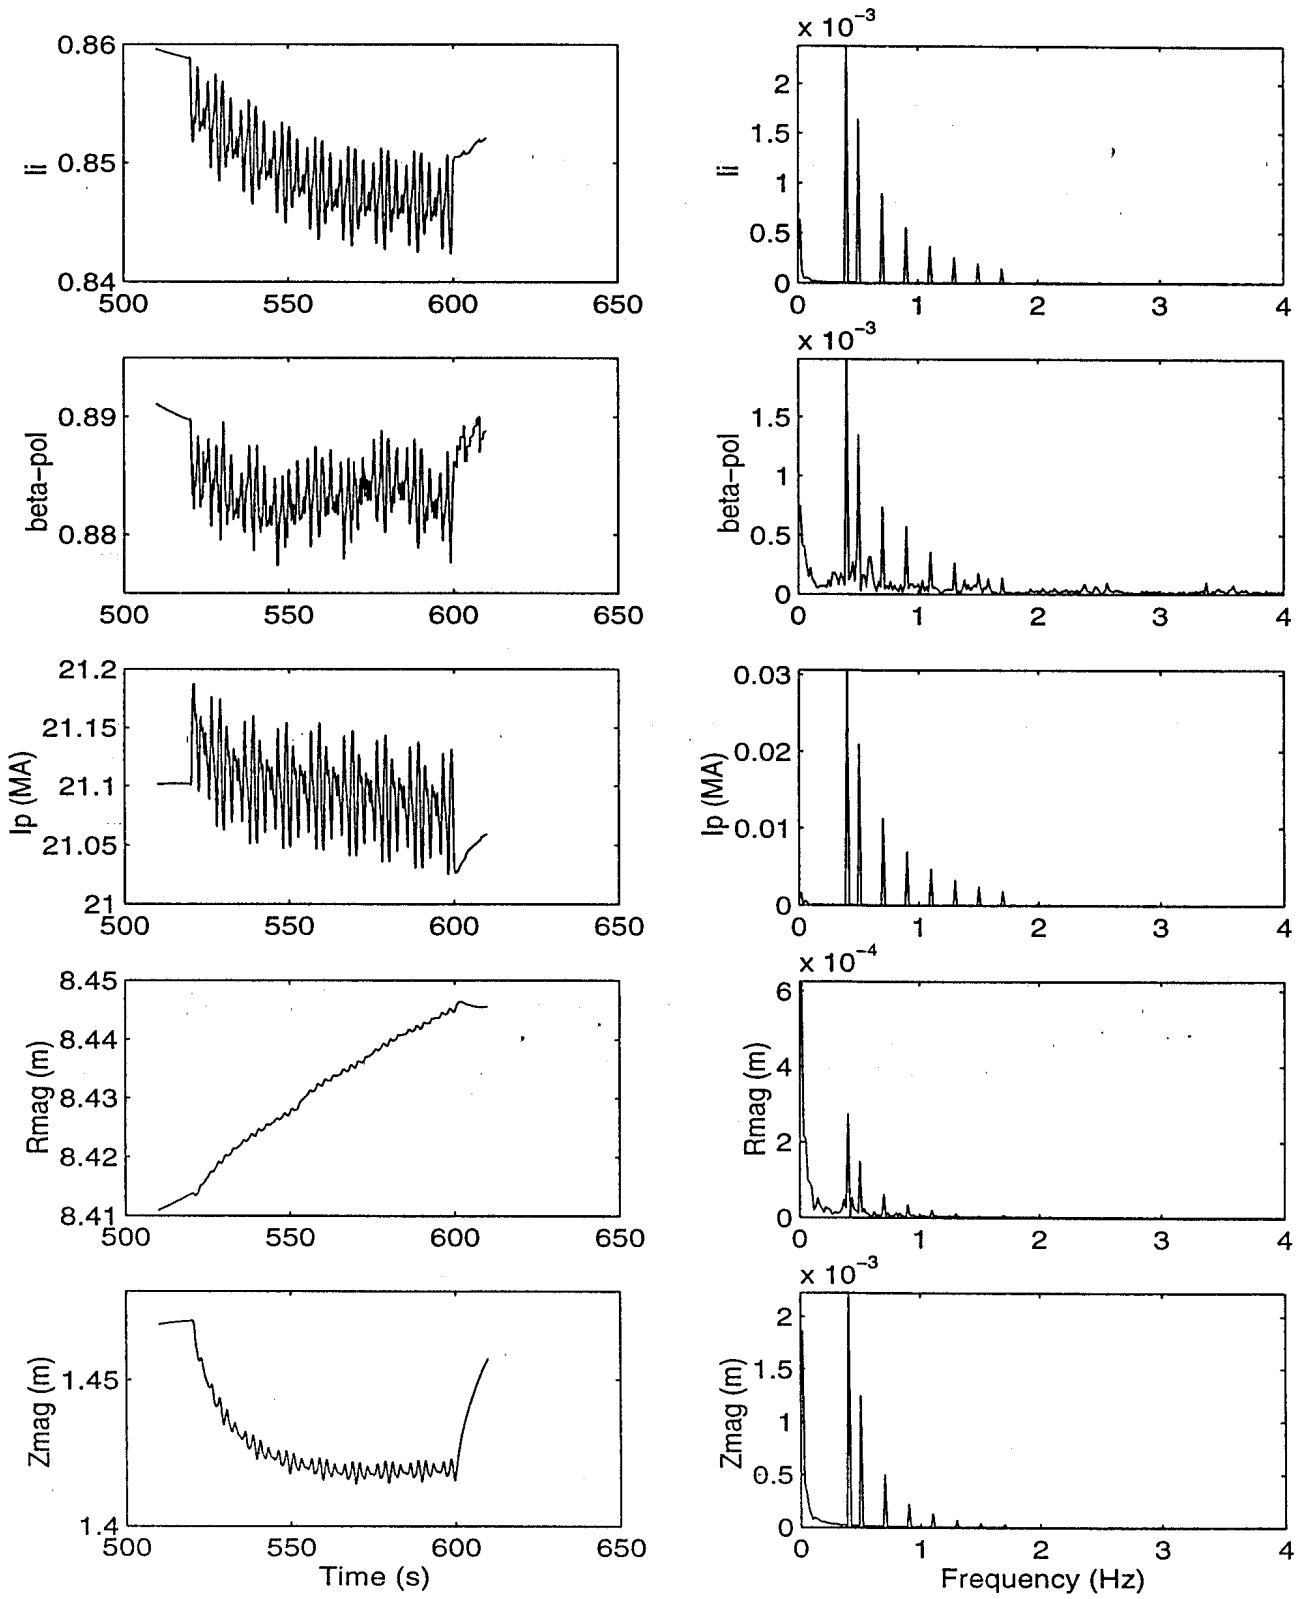 0.86
0.85
0.84
li
500 550 600 650
x 10⁻³
2
1.5
1
0.5
0
li
0 1 2 3 4
0.89
0.88
beta-pol
500 550 600 650
x 10⁻³
1.5
1
0.5
0
beta-pol
0 1 2 3 4
21.2
21.15
21.1
21.05
21
Ip (MA)
500 550 600 650
0.03
0.02
0.01
0
Ip (MA)
0 1 2 3 4
8.45
8.44
8.43
8.42
8.41
Rmag (m)
500 550 600 650
x 10⁻⁴
6
4
2
0
Rmag (m)
0 1 2 3 4
1.45
1.4
Zmag (m)
500 550 600 650
Time (s)
x 10⁻³
2
1.5
1
0.5
0
Zmag (m)
0 1 2 3 4
Frequency (Hz)